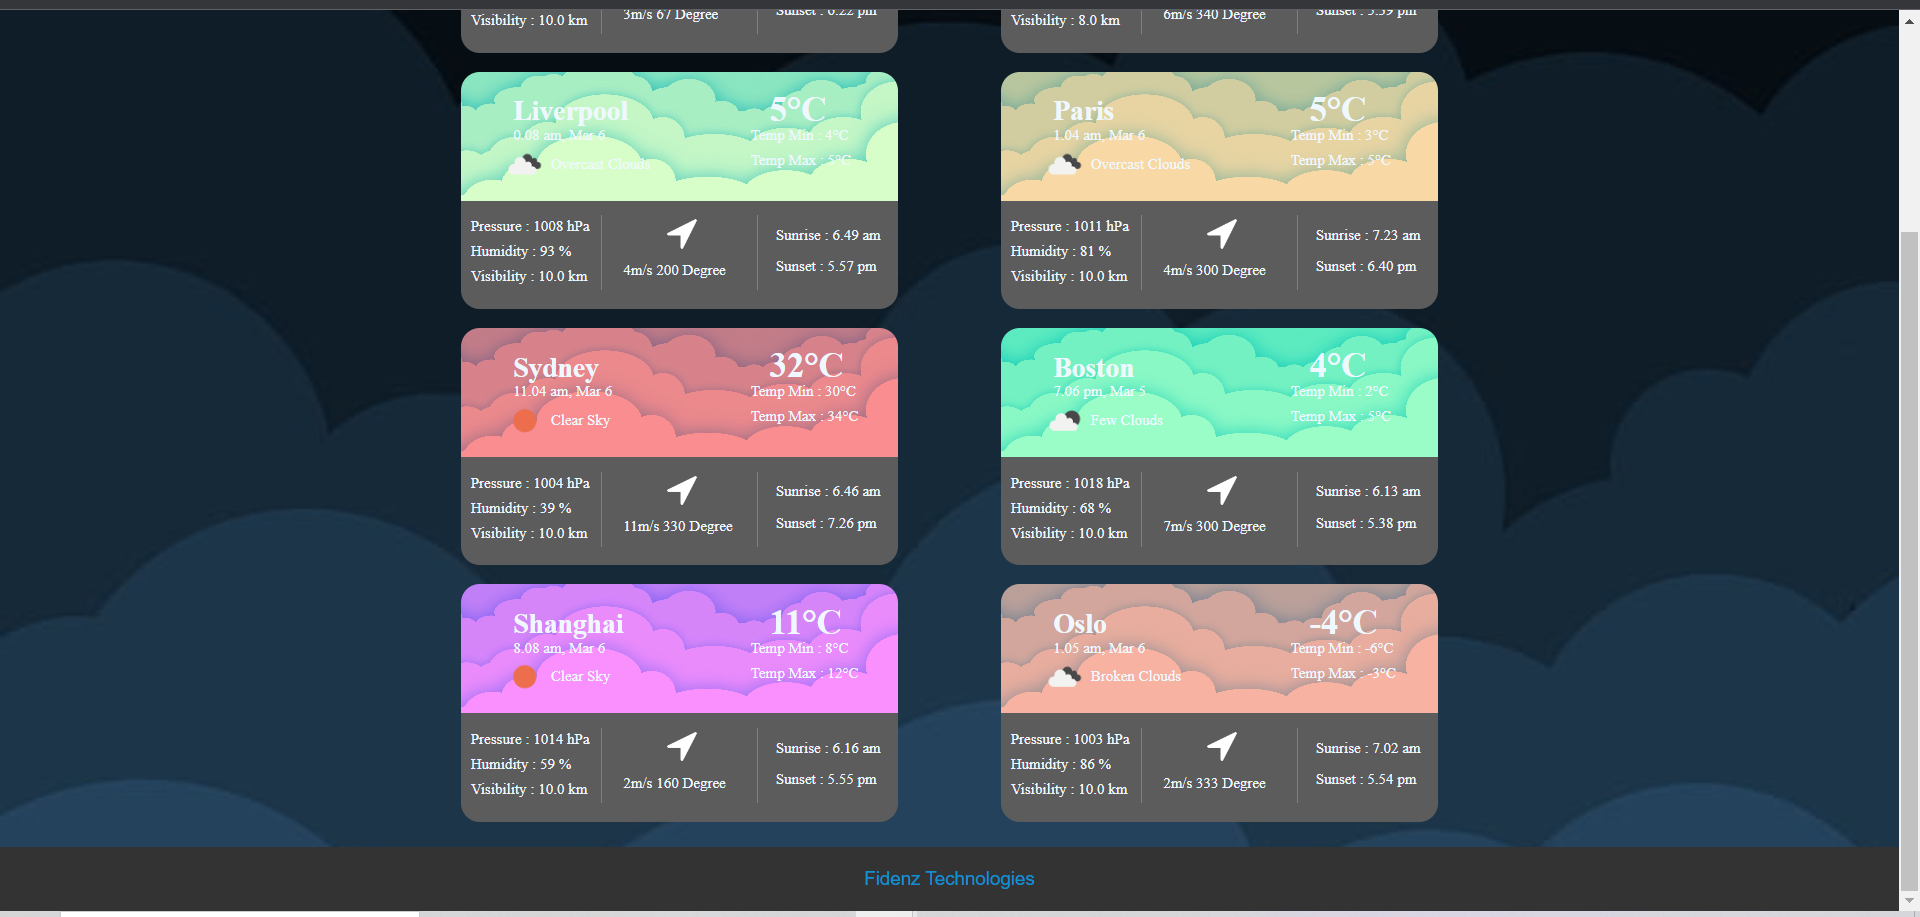 Visibility : 10.0 km
3m/s 67 Degree
Sunset : 6.22 pm
Visibility : 8.0 km
6m/s 340 Degree
Sunset : 5.59 pm
Liverpool
0.08 am, Mar 6
Overcast Clouds
5°C
Temp Min : 4°C
Temp Max : 5°C
Pressure : 1008 hPa
Humidity : 93 %
Visibility : 10.0 km
4m/s 200 Degree
Sunrise : 6.49 am
Sunset : 5.57 pm
Paris
1.04 am, Mar 6
Overcast Clouds
5°C
Temp Min : 3°C
Temp Max : 5°C
Pressure : 1011 hPa
Humidity : 81 %
Visibility : 10.0 km
4m/s 300 Degree
Sunrise : 7.23 am
Sunset : 6.40 pm
Sydney
11.04 am, Mar 6
Clear Sky
32°C
Temp Min : 30°C
Temp Max : 34°C
Pressure : 1004 hPa
Humidity : 39 %
Visibility : 10.0 km
11m/s 330 Degree
Sunrise : 6.46 am
Sunset : 7.26 pm
Boston
7.06 pm, Mar 5
Few Clouds
4°C
Temp Min : 2°C
Temp Max : 5°C
Pressure : 1018 hPa
Humidity : 68 %
Visibility : 10.0 km
7m/s 300 Degree
Sunrise : 6.13 am
Sunset : 5.38 pm
Shanghai
8.08 am, Mar 6
Clear Sky
11°C
Temp Min : 8°C
Temp Max : 12°C
Pressure : 1014 hPa
Humidity : 59 %
Visibility : 10.0 km
2m/s 160 Degree
Sunrise : 6.16 am
Sunset : 5.55 pm
Oslo
1.05 am, Mar 6
Broken Clouds
-4°C
Temp Min : -6°C
Temp Max : -3°C
Pressure : 1003 hPa
Humidity : 86 %
Visibility : 10.0 km
2m/s 333 Degree
Sunrise : 7.02 am
Sunset : 5.54 pm
Fidenz Technologies